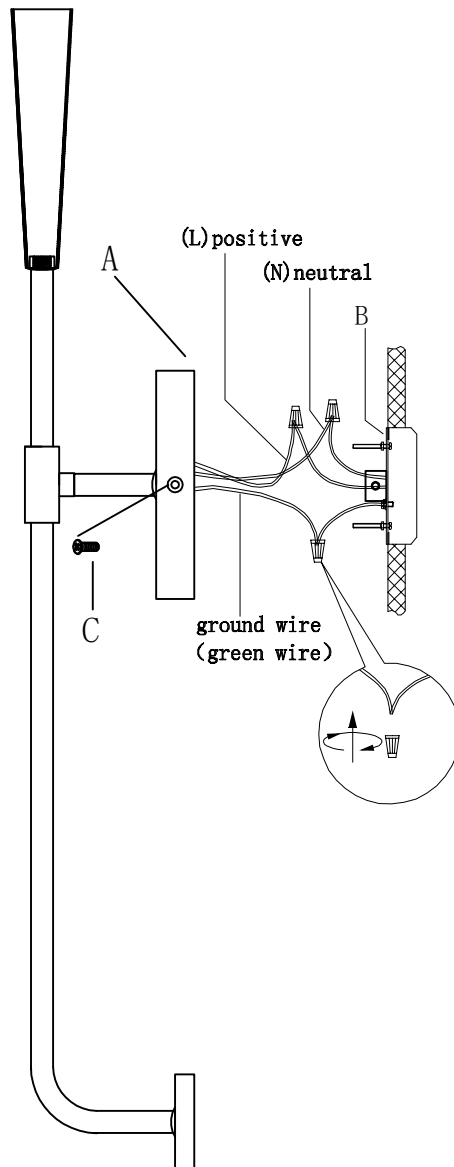 (L)positive
A
(N)neutral
B
C
ground wire
(green wire)